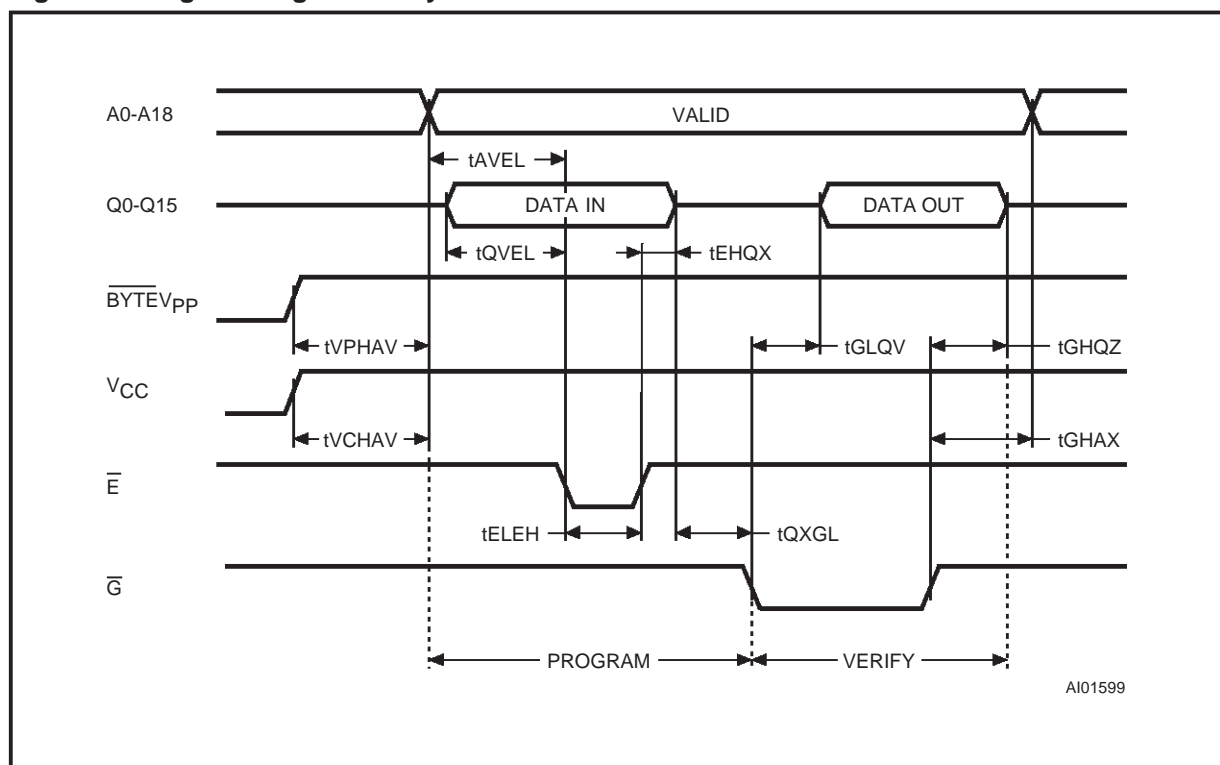 A0-A18
VALID
tAVEL
Q0-Q15
DATA IN
DATA OUT
tQVEL
tEHQX
BYTEVPP
tVPHAV
tGLQV
tGHQZ
VCC
tVCHAV
tGHAX
E
tELEH
tQXGL
G
PROGRAM
VERIFY
AI01599